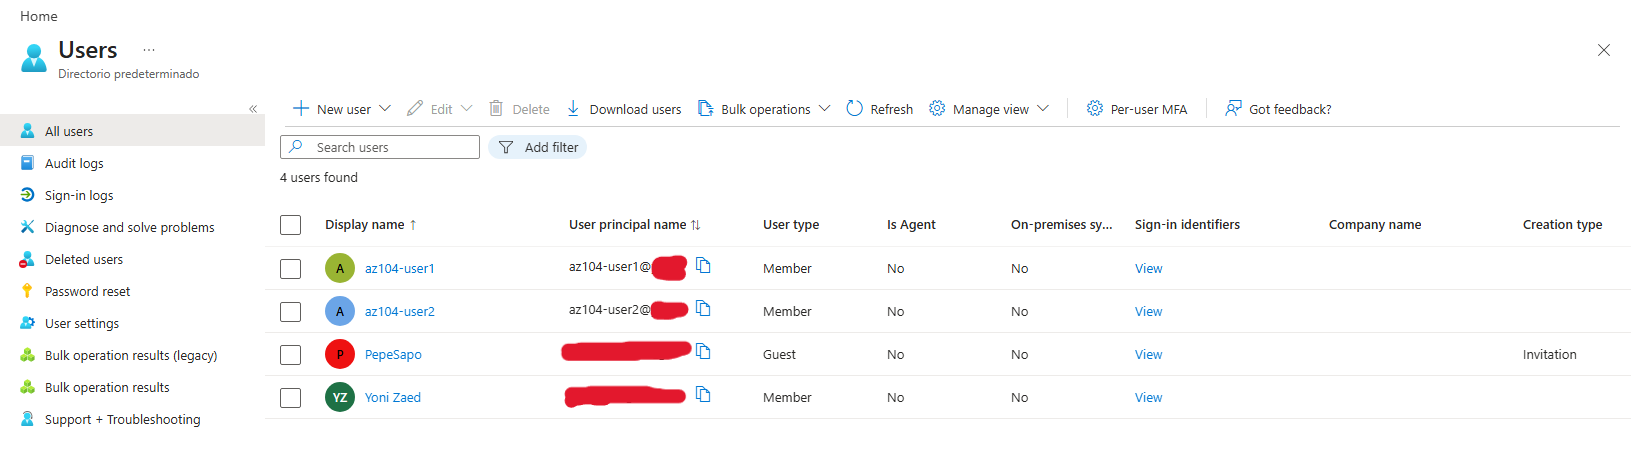 Home
Users ...
Directorio predeterminado
New user Edit Delete Download users Bulk operations Refresh Manage view Per-user MFA Got feedback?
All users
Audit logs
Sign-in logs
Diagnose and solve problems
Deleted users
Password reset
User settings
Bulk operation results (legacy)
Bulk operation results
Support + Troubleshooting
Search users Add filter
4 users found
Display name User principal name User type Is Agent On-premises sy... Sign-in identifiers Company name Creation type
A az104-user1 az104-user1@ Member No No View
A az104-user2 az104-user2@ Member No No View
P PepeSapo Guest No No View Invitation
YZ Yoni Zaed Member No No View